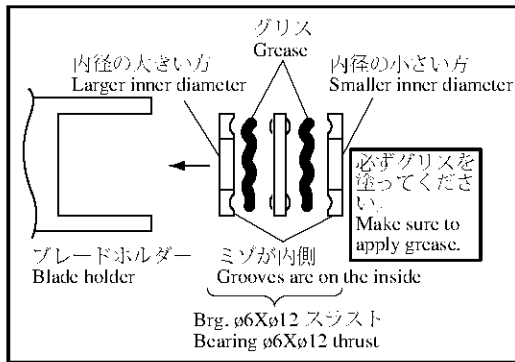 グリス
Grease
内径の大きい方
Larger inner diameter
内径の小さい方
Smaller inner diameter
必ずグリスを
塗ってくださ
い。
Make sure to
apply grease.
ブレードホルダー
Blade holder
ミゾが内側
Grooves are on the inside
Brg. ø6Xø12 スラスト
Bearing ø6Xø12 thrust